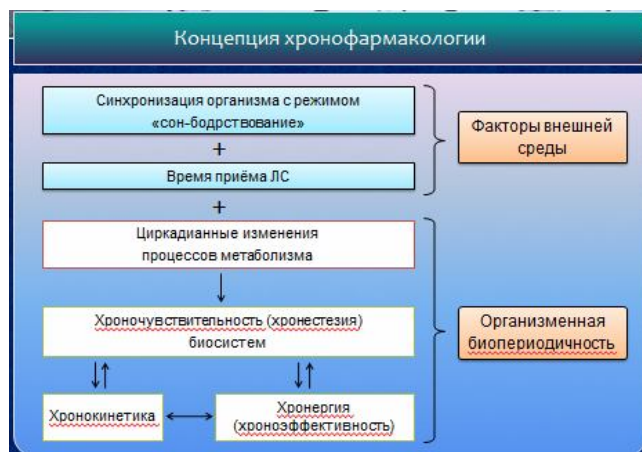 Концепция хронофармакологии
Синхронизация организма с режимом
«сон-бодрствование»
+
Время приёма ЛС
+
Циркадианные изменения
процессов метаболизма
Хроночувствительность (хронестезия)
биосистем
Хронокинетика
Хронергия
(хроноэффективность)
Факторы внешней
среды
Организменная
биопериодичность